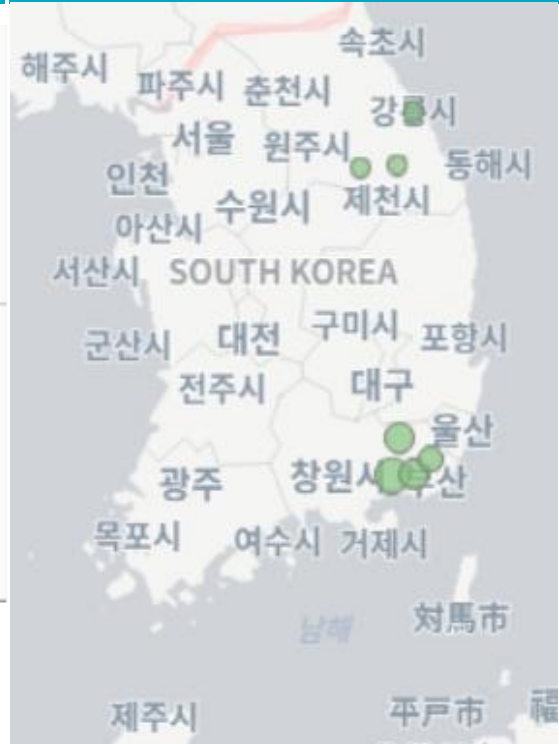 속초시
해주시
파주시 춘천시
강릉시
서울 원주시
동해시
인천
수원시 제천시
아산시
서산시 SOUTH KOREA
구미시
군산시 대전 포항시
전주시 대구
울산
광주 창원시 부산
목포시 여수시 거제시
남해
対馬市
제주시 平戸市